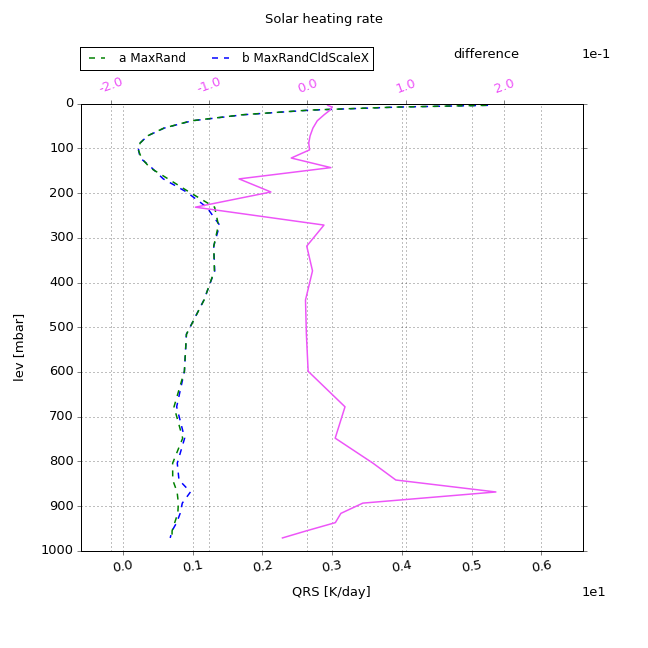 Solar heating rate
a MaxRand b MaxRandCldScaleX difference 1e-1
-2.0 -1.0 0.0 1.0 2.0
0
100
200
300
400
500
600
700
800
900
1000
lev [mbar]
0.0 0.1 0.2 0.3 0.4 0.5 0.6
QRS [K/day] 1e1